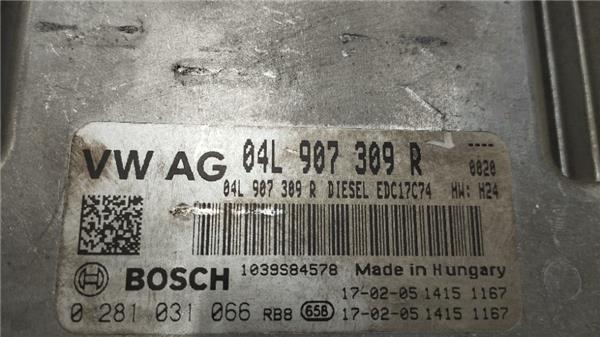 VW AG 04L 907 309 R ----
0020
04L 907 309 R DIESEL EDC17C74 HW: H24
BOSCH 1039S84578 Made in Hungary
17-02-05 1415 1167
0 281 031 066 RB8 658 17-02-05 1415 1167